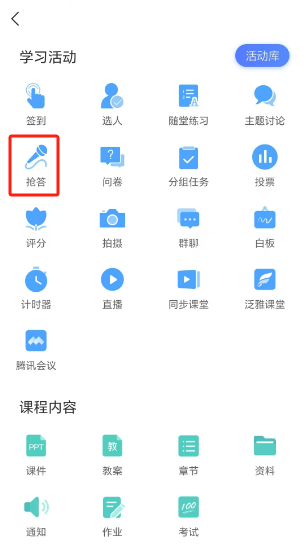 学习活动 活动库
签到 选人 随堂练习 主题讨论
抢答 问卷 分组任务 投票
评分 拍摄 群聊 白板
计时器 直播 同步课堂 泛雅课堂
腾讯会议
课程内容
PPT 教
课件 教案 章节 资料
100
通知 作业 考试